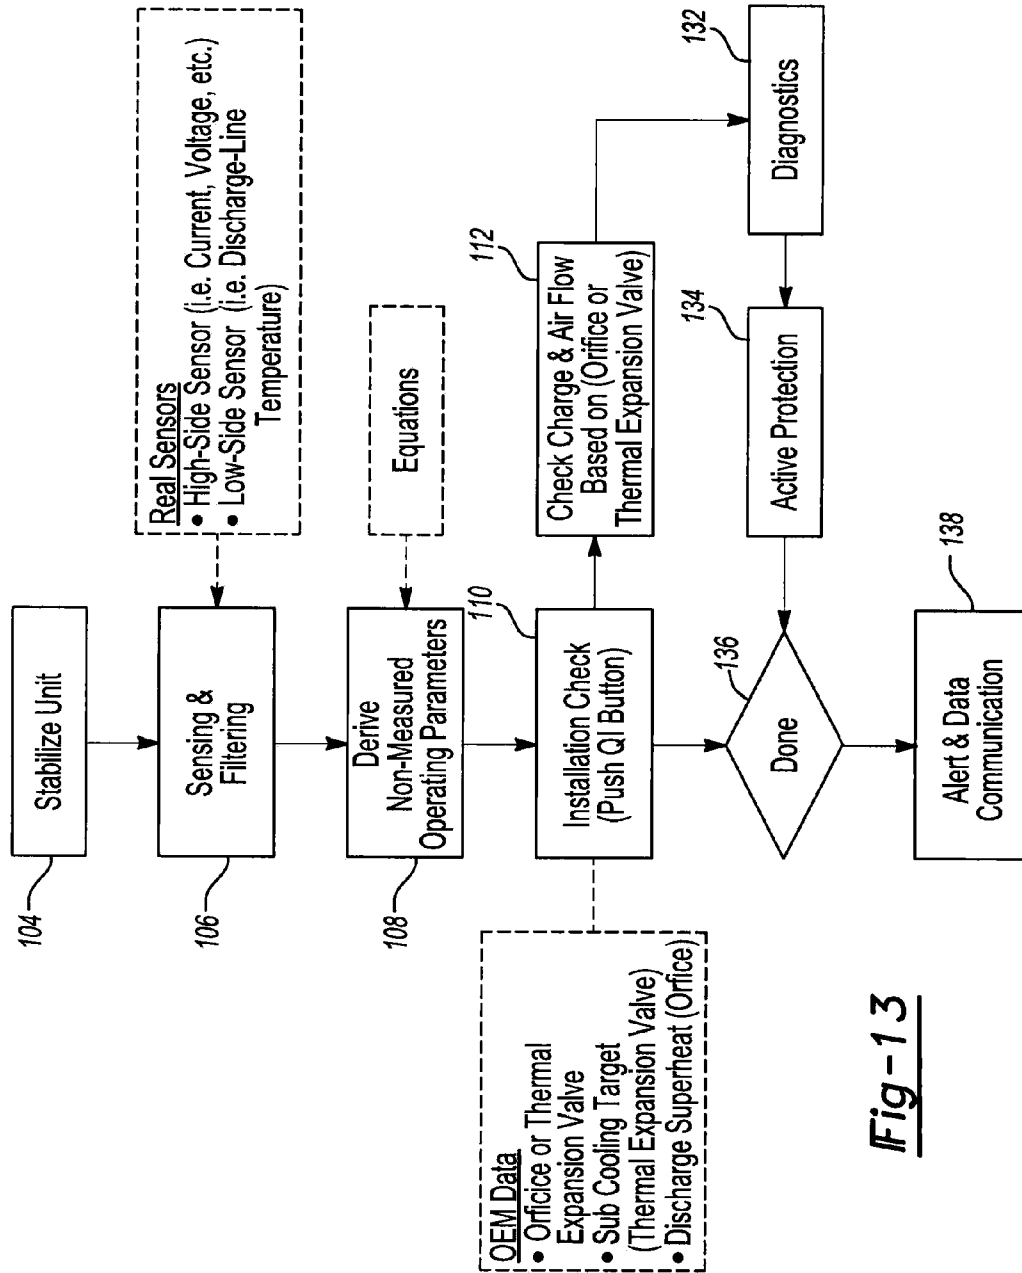 104
Stabilize Unit
Real Sensors
• High-Side Sensor (i.e. Current, Voltage, etc.)
• Low-Side Sensor (i.e. Discharge-Line
Temperature)
106
Sensing &
Filtering
Equations
108
Derive
Non-Measured
Operating Parameters
OEM Data
• Orficice or Thermal
Expansion Valve
• Sub Cooling Target
(Thermal Expansion Valve)
• Discharge Superheat (Orfice)
110
Installation Check
(Push QI Button)
112
Check Charge & Air Flow
Based on (Orifice or
Thermal Expansion Valve)
132
Diagnostics
134
Active Protection
136
Done
138
Alert & Data
Communication
Fig-13